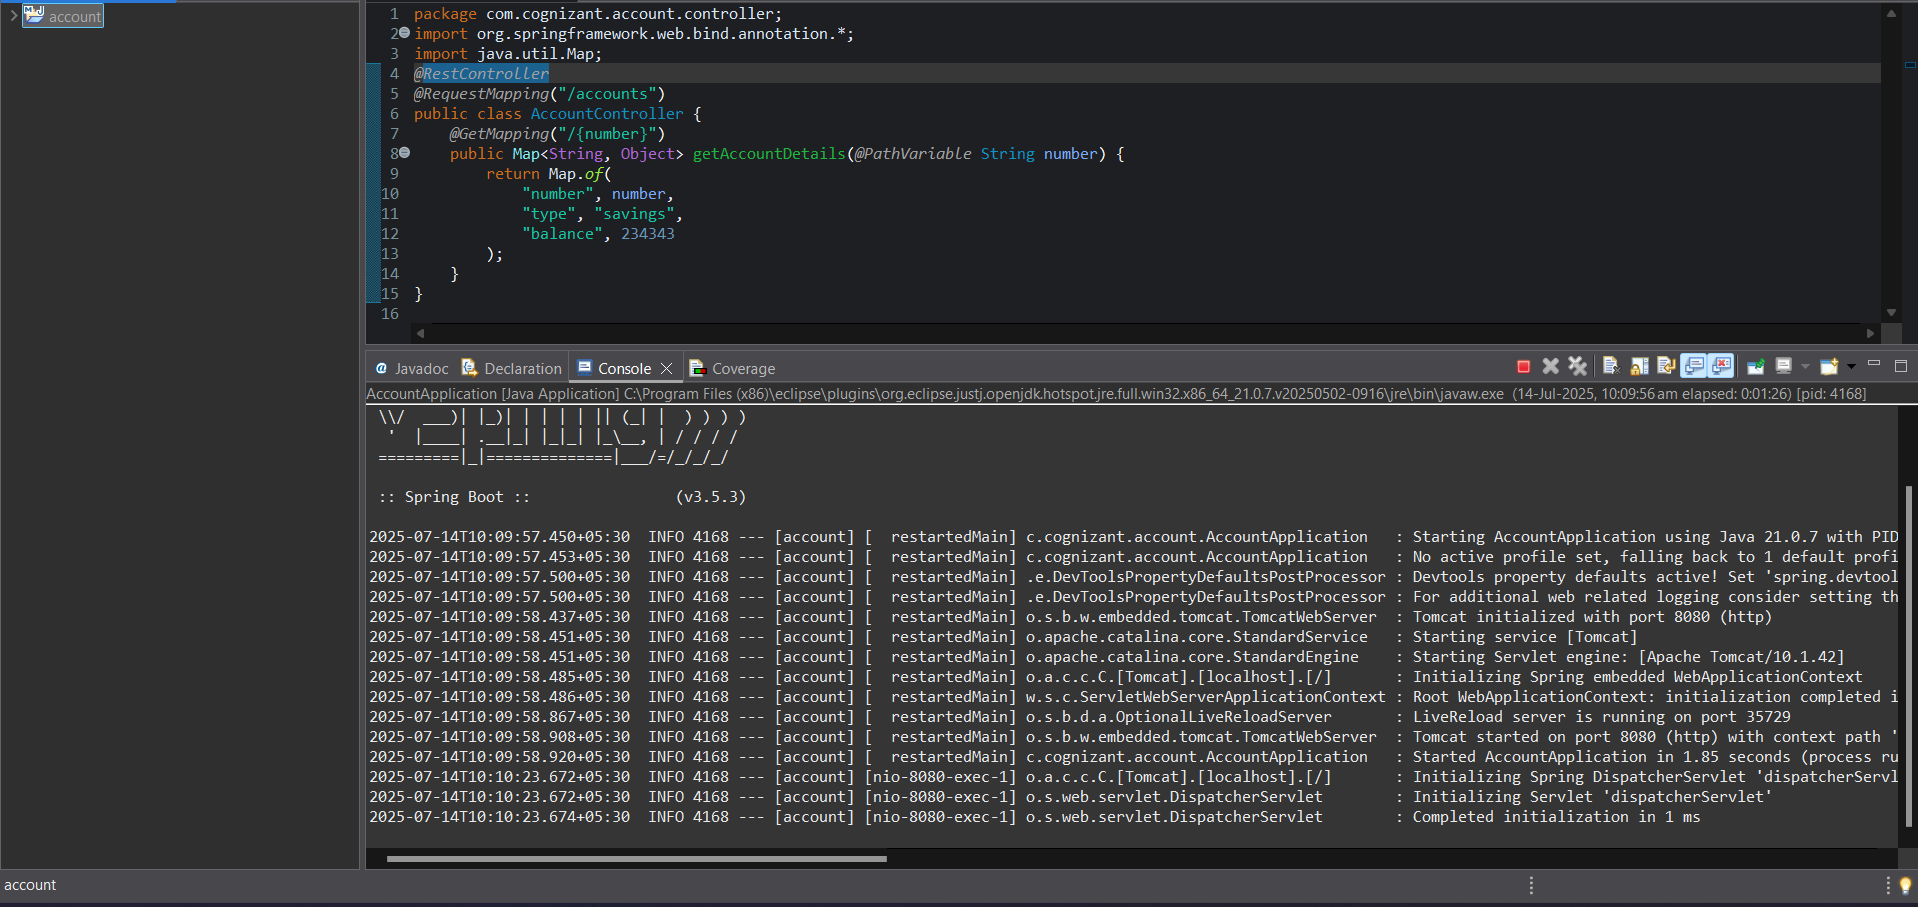 account
1 package com.cognizant.account.controller;
2 import org.springframework.web.bind.annotation.*;
3 import java.util.Map;
4 @RestController
5 @RequestMapping("/accounts")
6 public class AccountController {
7     @GetMapping("/{number}")
8     public Map<String, Object> getAccountDetails(@PathVariable String number) {
9         return Map.of(
10             "number", number,
11             "type", "savings",
12             "balance", 234343
13         );
14     }
15 }
16
@ Javadoc Declaration Console Coverage
AccountApplication [Java Application] C:\Program Files (x86)\eclipse\plugins\org.eclipse.justj.openjdk.hotspot.jre.full.win32.x86_64_21.0.7.v20250502-0916\jre\bin\javaw.exe (14-Jul-2025, 10:09:56 am elapsed: 0:01:26) [pid: 4168]
 \\/  ___)| |_)| | | | | || (_| |  ) ) ) )
  '  |____| .__|_| |_|_| |_\__, | / / / /
 =========|_|==============|___/=/_/_/_/
 :: Spring Boot ::                (v3.5.3)
2025-07-14T10:09:57.450+05:30  INFO 4168 --- [account] [  restartedMain] c.cognizant.account.AccountApplication   : Starting AccountApplication using Java 21.0.7 with PID
2025-07-14T10:09:57.453+05:30  INFO 4168 --- [account] [  restartedMain] c.cognizant.account.AccountApplication   : No active profile set, falling back to 1 default profi
2025-07-14T10:09:57.500+05:30  INFO 4168 --- [account] [  restartedMain] .e.DevToolsPropertyDefaultsPostProcessor : Devtools property defaults active! Set 'spring.devtool
2025-07-14T10:09:57.500+05:30  INFO 4168 --- [account] [  restartedMain] .e.DevToolsPropertyDefaultsPostProcessor : For additional web related logging consider setting th
2025-07-14T10:09:58.437+05:30  INFO 4168 --- [account] [  restartedMain] o.s.b.w.embedded.tomcat.TomcatWebServer  : Tomcat initialized with port 8080 (http)
2025-07-14T10:09:58.451+05:30  INFO 4168 --- [account] [  restartedMain] o.apache.catalina.core.StandardService   : Starting service [Tomcat]
2025-07-14T10:09:58.451+05:30  INFO 4168 --- [account] [  restartedMain] o.apache.catalina.core.StandardEngine    : Starting Servlet engine: [Apache Tomcat/10.1.42]
2025-07-14T10:09:58.485+05:30  INFO 4168 --- [account] [  restartedMain] o.a.c.c.C.[Tomcat].[localhost].[/]       : Initializing Spring embedded WebApplicationContext
2025-07-14T10:09:58.486+05:30  INFO 4168 --- [account] [  restartedMain] w.s.c.ServletWebServerApplicationContext : Root WebApplicationContext: initialization completed i
2025-07-14T10:09:58.867+05:30  INFO 4168 --- [account] [  restartedMain] o.s.b.d.a.OptionalLiveReloadServer       : LiveReload server is running on port 35729
2025-07-14T10:09:58.908+05:30  INFO 4168 --- [account] [  restartedMain] o.s.b.w.embedded.tomcat.TomcatWebServer  : Tomcat started on port 8080 (http) with context path '
2025-07-14T10:09:58.920+05:30  INFO 4168 --- [account] [  restartedMain] c.cognizant.account.AccountApplication   : Started AccountApplication in 1.85 seconds (process ru
2025-07-14T10:10:23.672+05:30  INFO 4168 --- [account] [nio-8080-exec-1] o.a.c.c.C.[Tomcat].[localhost].[/]       : Initializing Spring DispatcherServlet 'dispatcherServl
2025-07-14T10:10:23.672+05:30  INFO 4168 --- [account] [nio-8080-exec-1] o.s.web.servlet.DispatcherServlet        : Initializing Servlet 'dispatcherServlet'
2025-07-14T10:10:23.674+05:30  INFO 4168 --- [account] [nio-8080-exec-1] o.s.web.servlet.DispatcherServlet        : Completed initialization in 1 ms
account